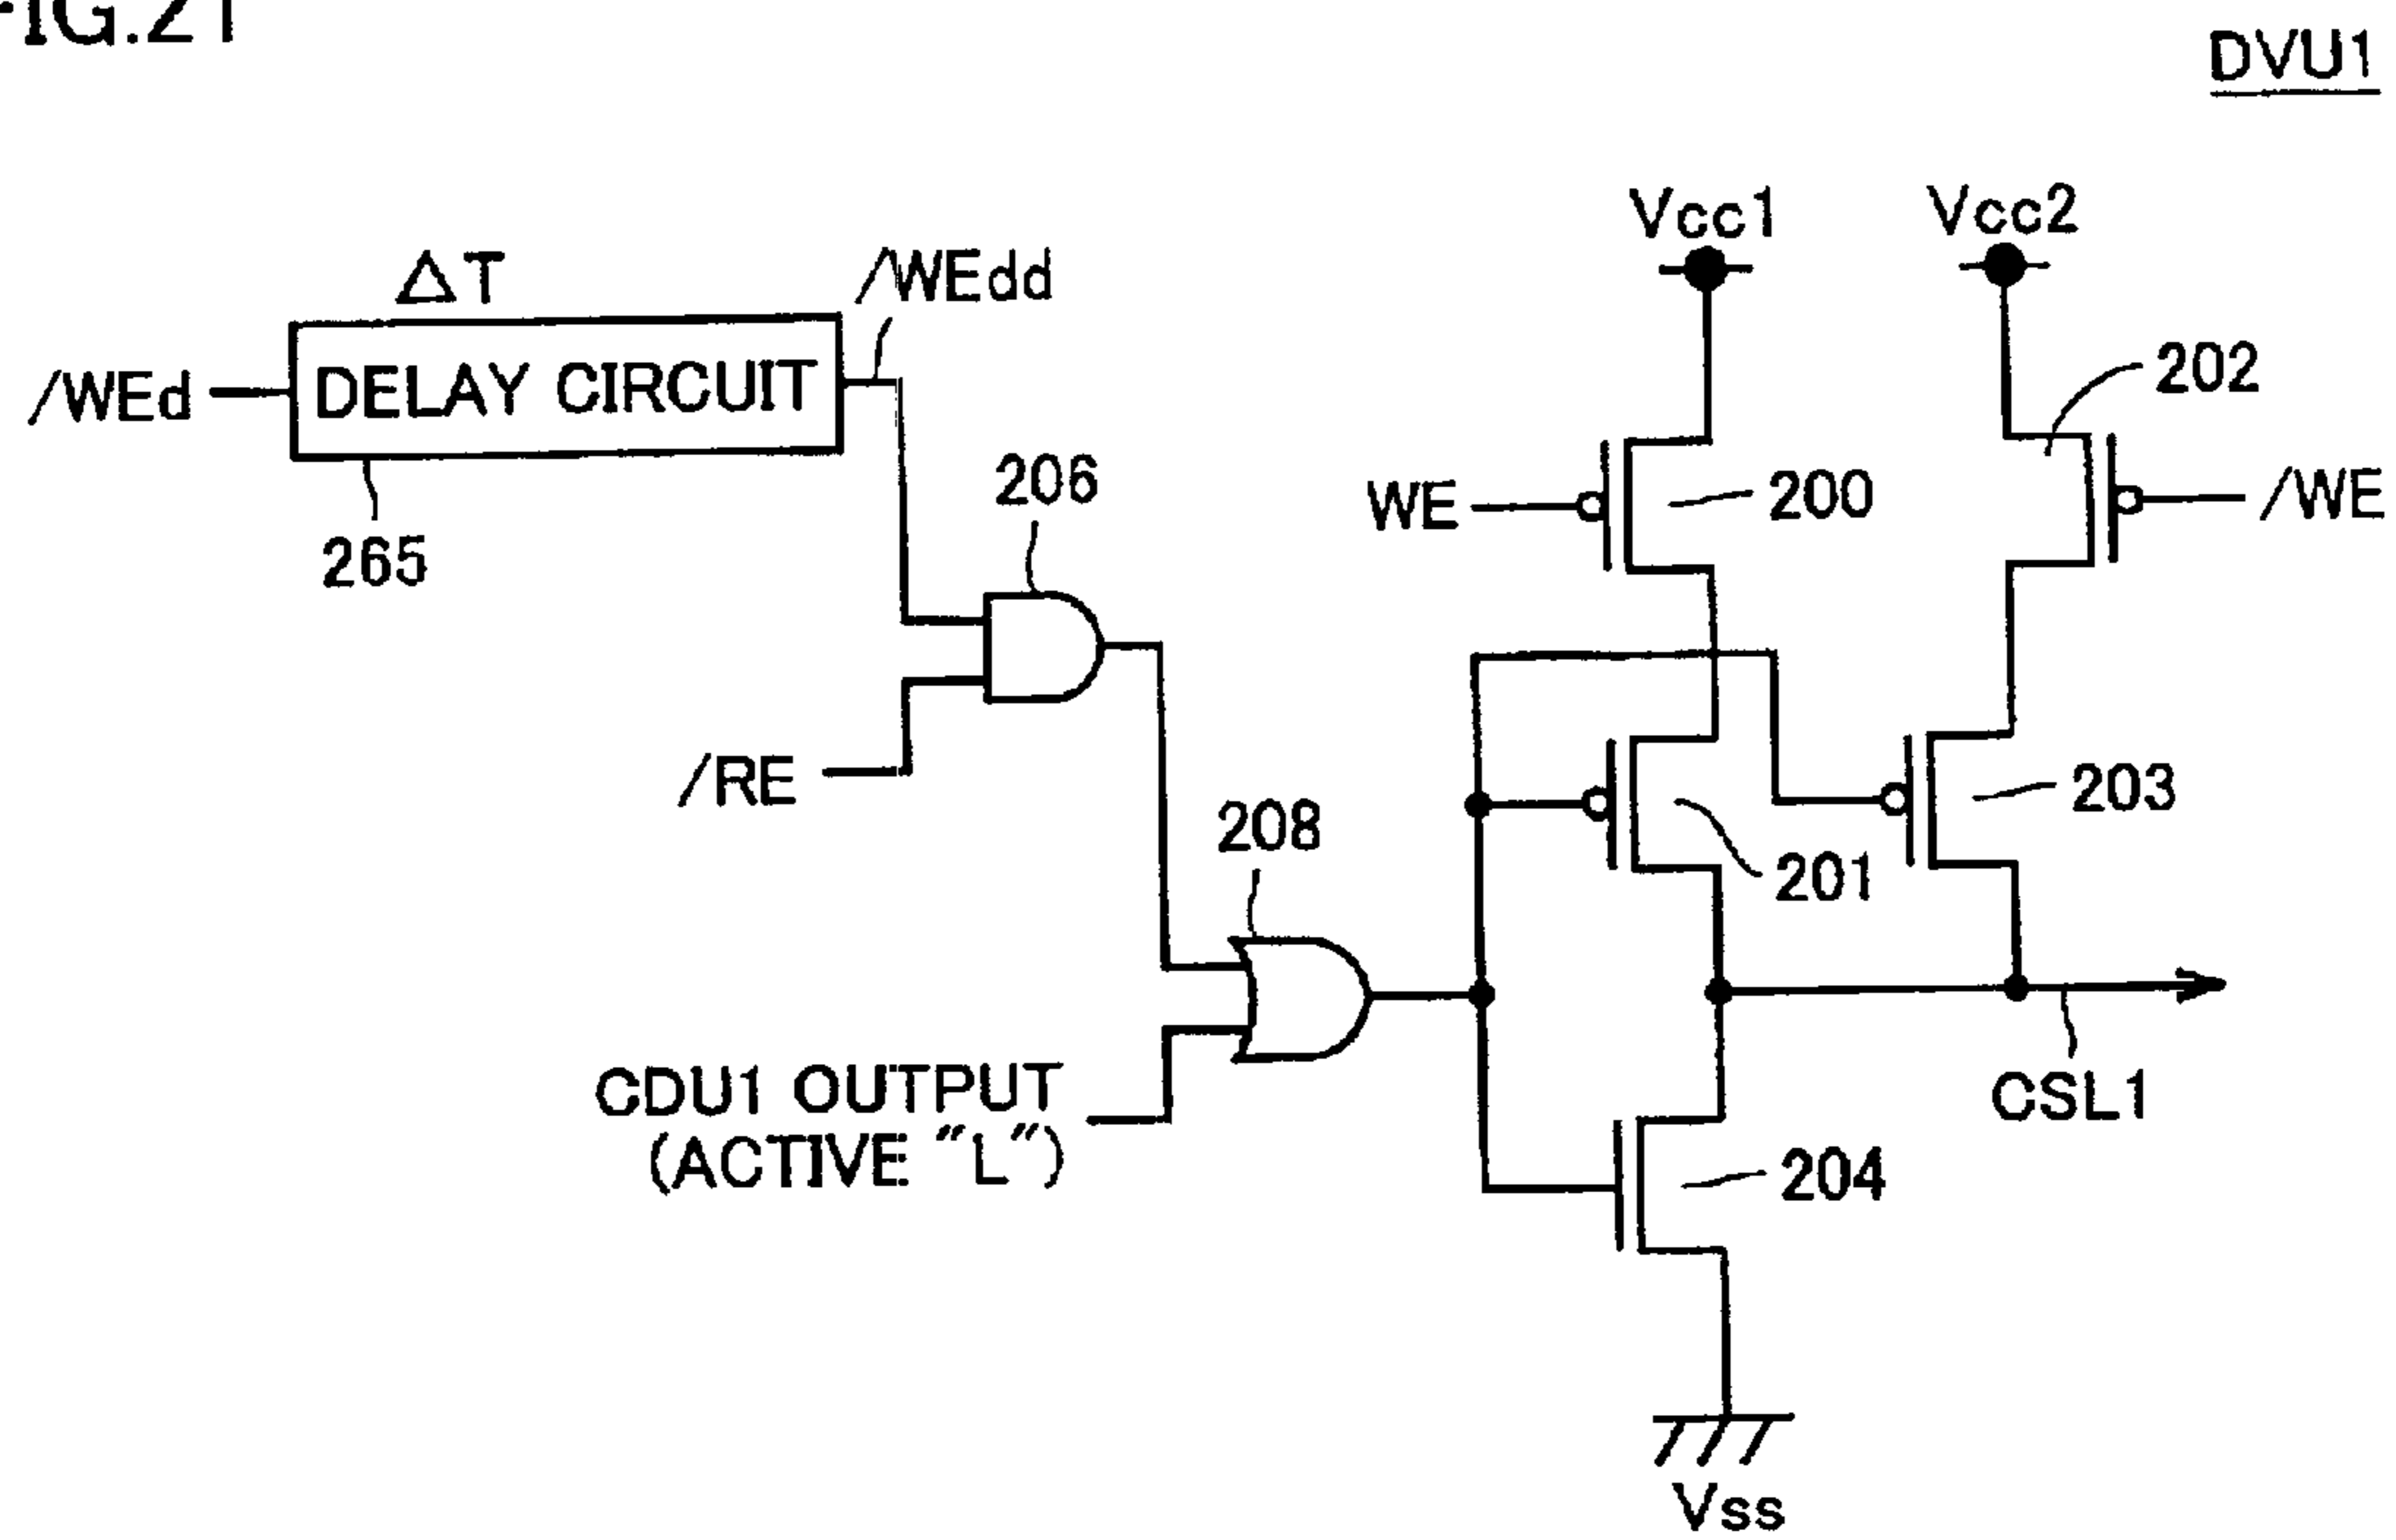 FIG.21
DVU1
Vcc1
Vcc2
ΔT
/WEdd
/WEd
DELAY CIRCUIT
202
206
WE
200
/WE
265
/RE
208
203
201
CDU1 OUTPUT
(ACTIVE "L")
CSL1
204
Vss